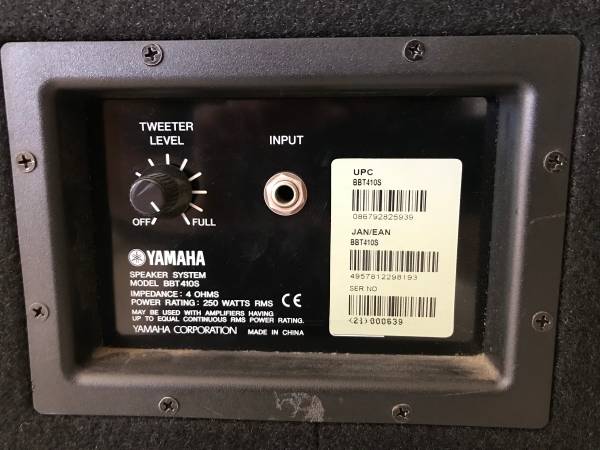 TWEETER
LEVEL
INPUT
OFF
FULL
YAMAHA
SPEAKER SYSTEM
MODEL BBT410S
IMPEDANCE: 4 OHMS
POWER RATING: 250 WATTS RMS
CE
MAY BE USED WITH AMPLIFIERS HAVING
UP TO EQUAL CONTINUOUS RMS POWER RATING.
YAMAHA CORPORATION MADE IN CHINA
UPC
BBT410S
086792825939
JAN/EAN
BBT410S
4957812298193
SER NO
(21)000639